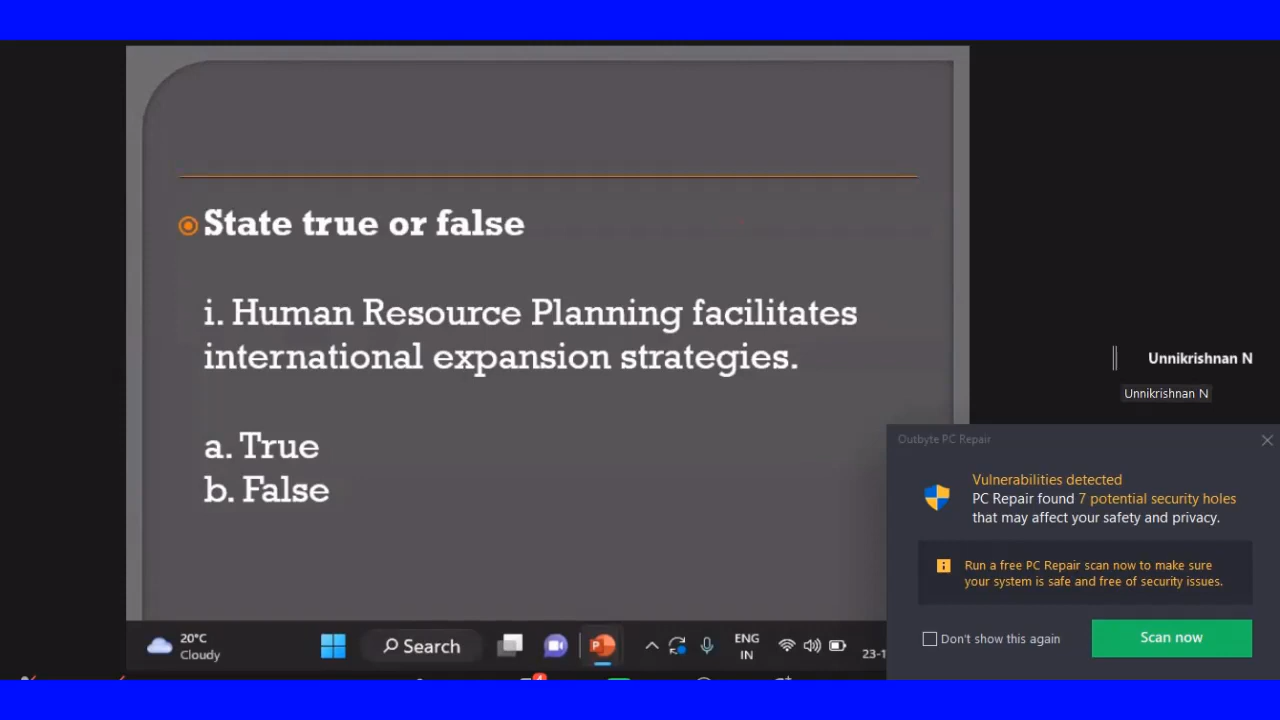 State true or false
i. Human Resource Planning facilitates
international expansion strategies.
a. True
b. False
Unnikrishnan N
Unnikrishnan N
Outbyte PC Repair
Vulnerabilities detected
PC Repair found 7 potential security holes
that may affect your safety and privacy.
Run a free PC Repair scan now to make sure
your system is safe and free of security issues.
Don't show this again
Scan now
20°C
Cloudy
Search
ENG
IN
23-1
4